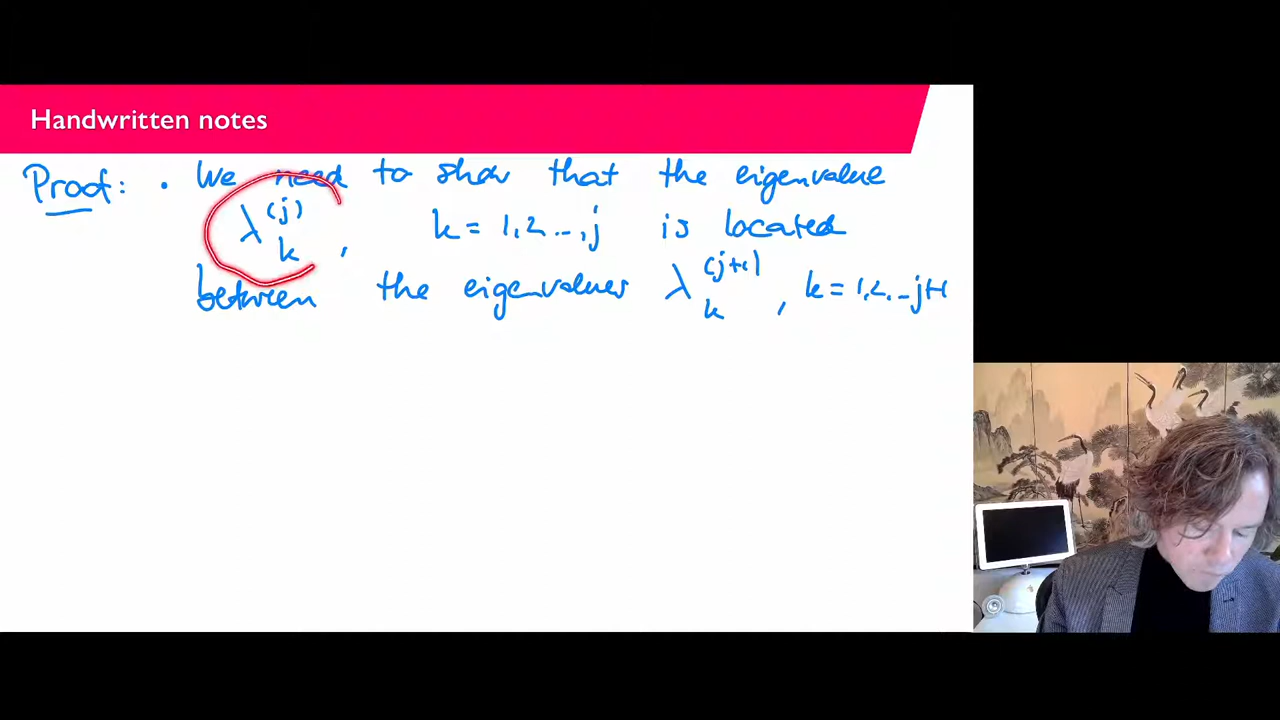 Handwritten notes
Proof: • We need to show that the eigenvalue
λ_k^(j), k = 1,2...,j is located
between the eigenvalues λ_k^(j+1), k = 1,2,...j+1